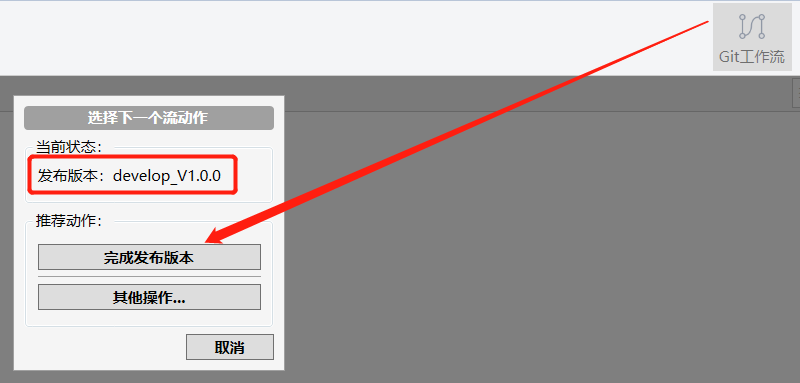 Git工作流
选择下一个流动作
当前状态：
发布版本：develop_V1.0.0
推荐动作：
完成发布版本
其他操作...
取消